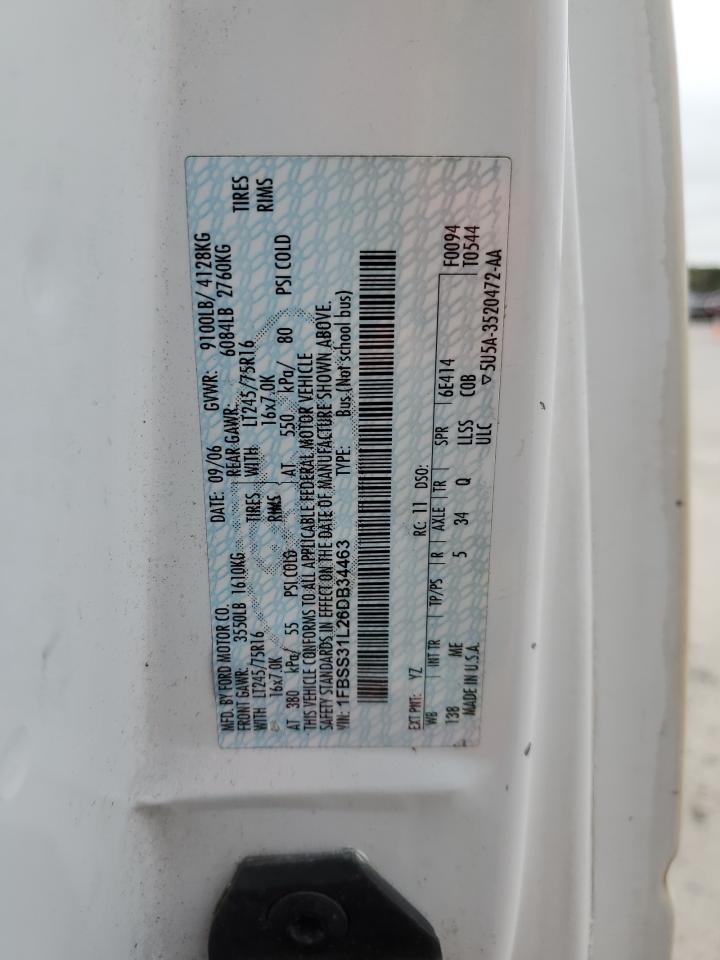 MFD. BY FORD MOTOR CO. DATE: 09/06 GVWR: 9100LB/ 4128KG
FRONT GAWR: 3550LB 1610KG REAR GAWR: 6084LB 2760KG
WITH LT245/75R16 TIRES WITH LT245/75R16 TIRES
16x7.0K RIMS 16x7.0K RIMS
AT 380 kPa/ 55 PSI COLD AT 550 kPa/ 80 PSI COLD
THIS VEHICLE CONFORMS TO ALL APPLICABLE FEDERAL MOTOR VEHICLE
SAFETY STANDARDS IN EFFECT ON THE DATE OF MANUFACTURE SHOWN ABOVE.
VIN: 1FBSS31L26DB34463 TYPE: Bus (Not school bus)
EXT PNT: YZ RC: 11 DSO:
WB INT TR TP/PS R AXLE TR SPR 6E414 F0094
138 ME 5 34 Q LLSS COB T0544
MADE IN U.S.A. ULC ▽5U5A-3520472-AA